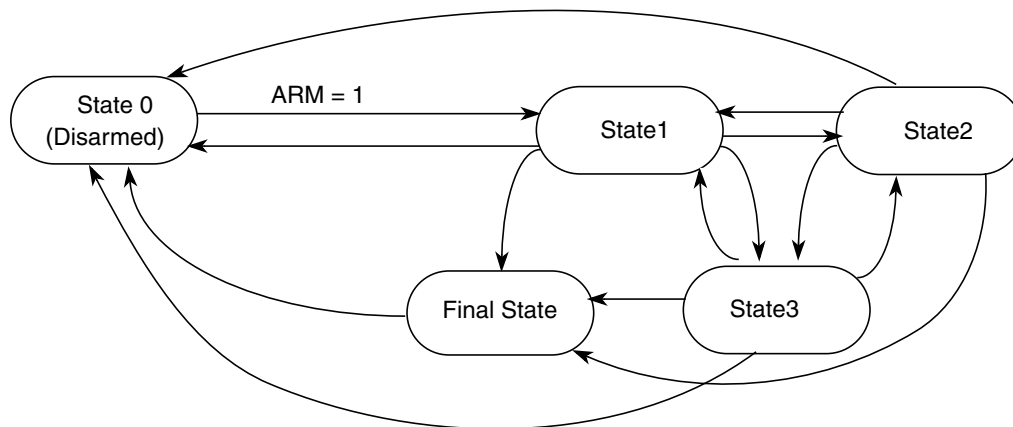 State 0
(Disarmed)
ARM = 1
State1
State2
Final State
State3